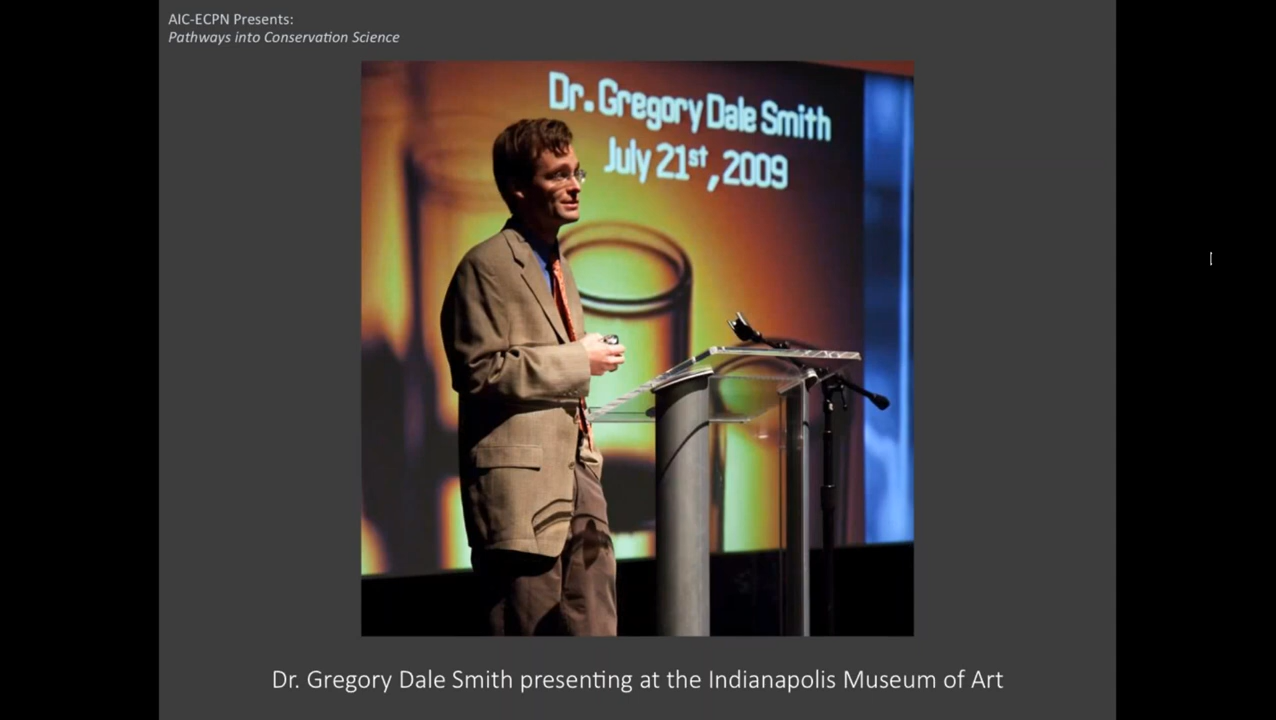 AIC-ECPN Presents:
Pathways into Conservation Science
Dr. Gregory Dale Smith
July 21st, 2009
Dr. Gregory Dale Smith presenting at the Indianapolis Museum of Art